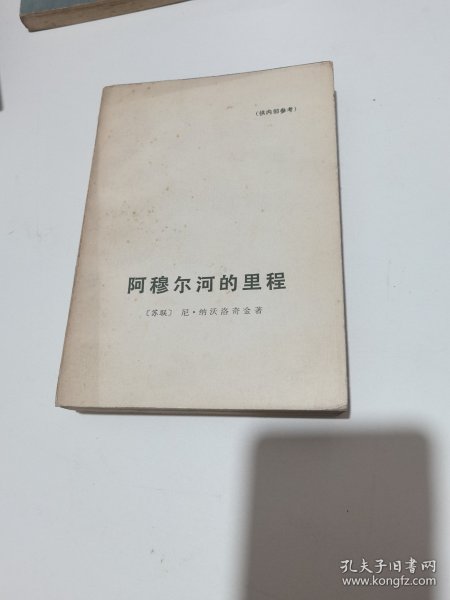 （供内部参考）
阿穆尔河的里程
〔苏联〕 尼·纳沃洛奇金著
孔夫子旧书网
www.kongfz.com